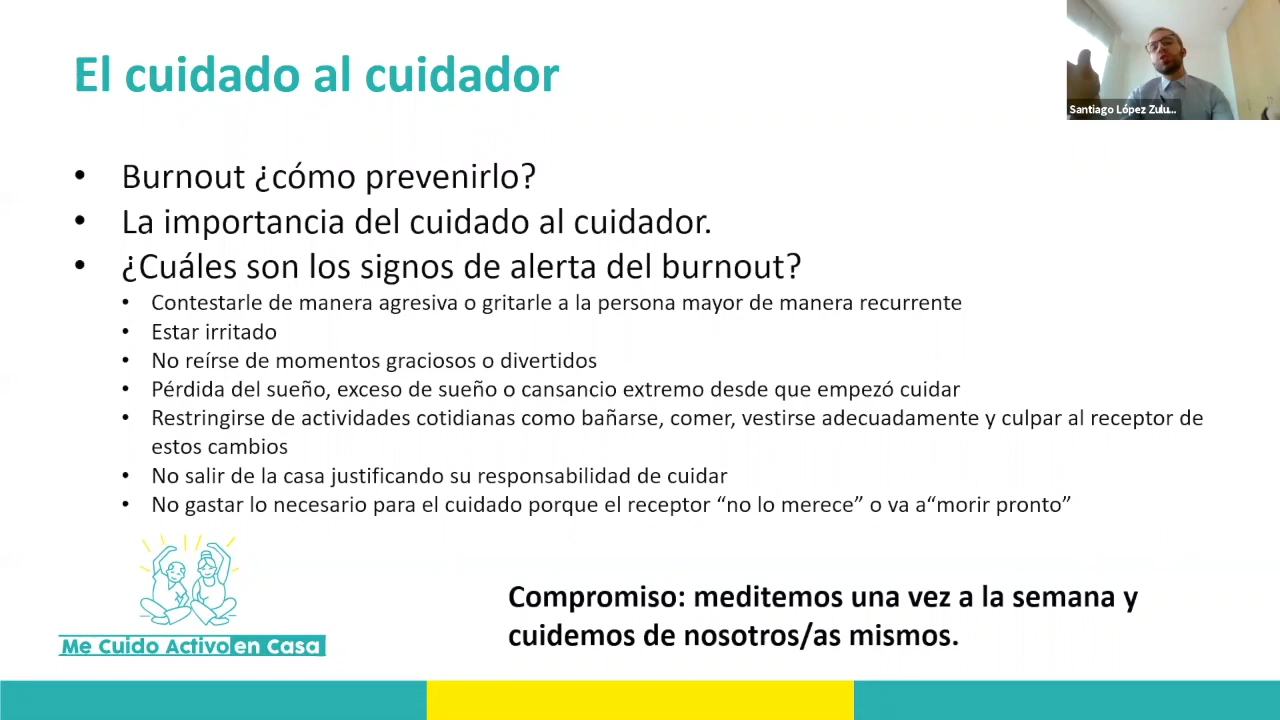 El cuidado al cuidador
Santiago López Zulu...
• Burnout ¿cómo prevenirlo?
• La importancia del cuidado al cuidador.
• ¿Cuáles son los signos de alerta del burnout?
• Contestarle de manera agresiva o gritarle a la persona mayor de manera recurrente
• Estar irritado
• No reírse de momentos graciosos o divertidos
• Pérdida del sueño, exceso de sueño o cansancio extremo desde que empezó cuidar
• Restringirse de actividades cotidianas como bañarse, comer, vestirse adecuadamente y culpar al receptor de
estos cambios
• No salir de la casa justificando su responsabilidad de cuidar
• No gastar lo necesario para el cuidado porque el receptor “no lo merece” o va a“morir pronto”
Compromiso: meditemos una vez a la semana y
cuidemos de nosotros/as mismos.
Me Cuido Activo en Casa